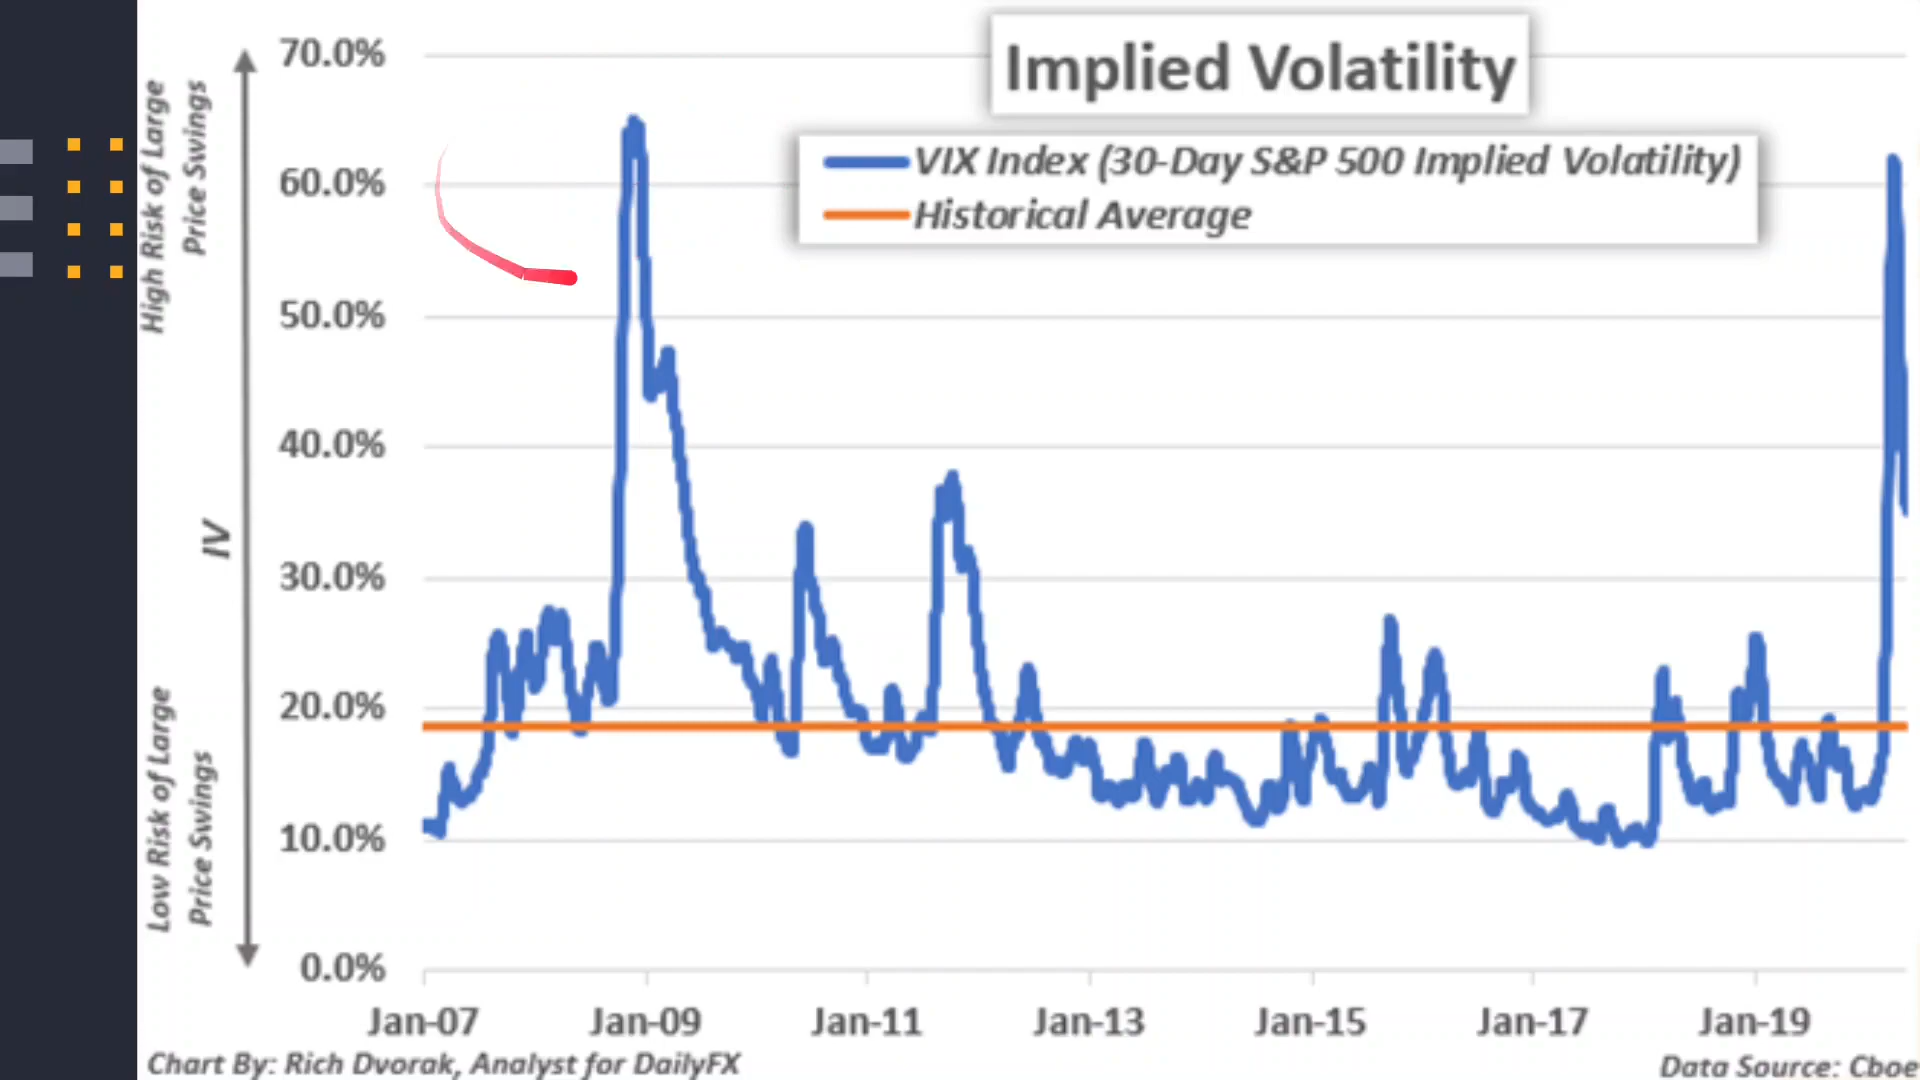 Implied Volatility
VIX Index (30-Day S&P 500 Implied Volatility)
Historical Average
High Risk of Large
Price Swings
IV
Low Risk of Large
Price Swings
70.0%
60.0%
50.0%
40.0%
30.0%
20.0%
10.0%
0.0%
Jan-07 Jan-09 Jan-11 Jan-13 Jan-15 Jan-17 Jan-19
Chart By: Rich Dvorak, Analyst for DailyFX
Data Source: Cboe